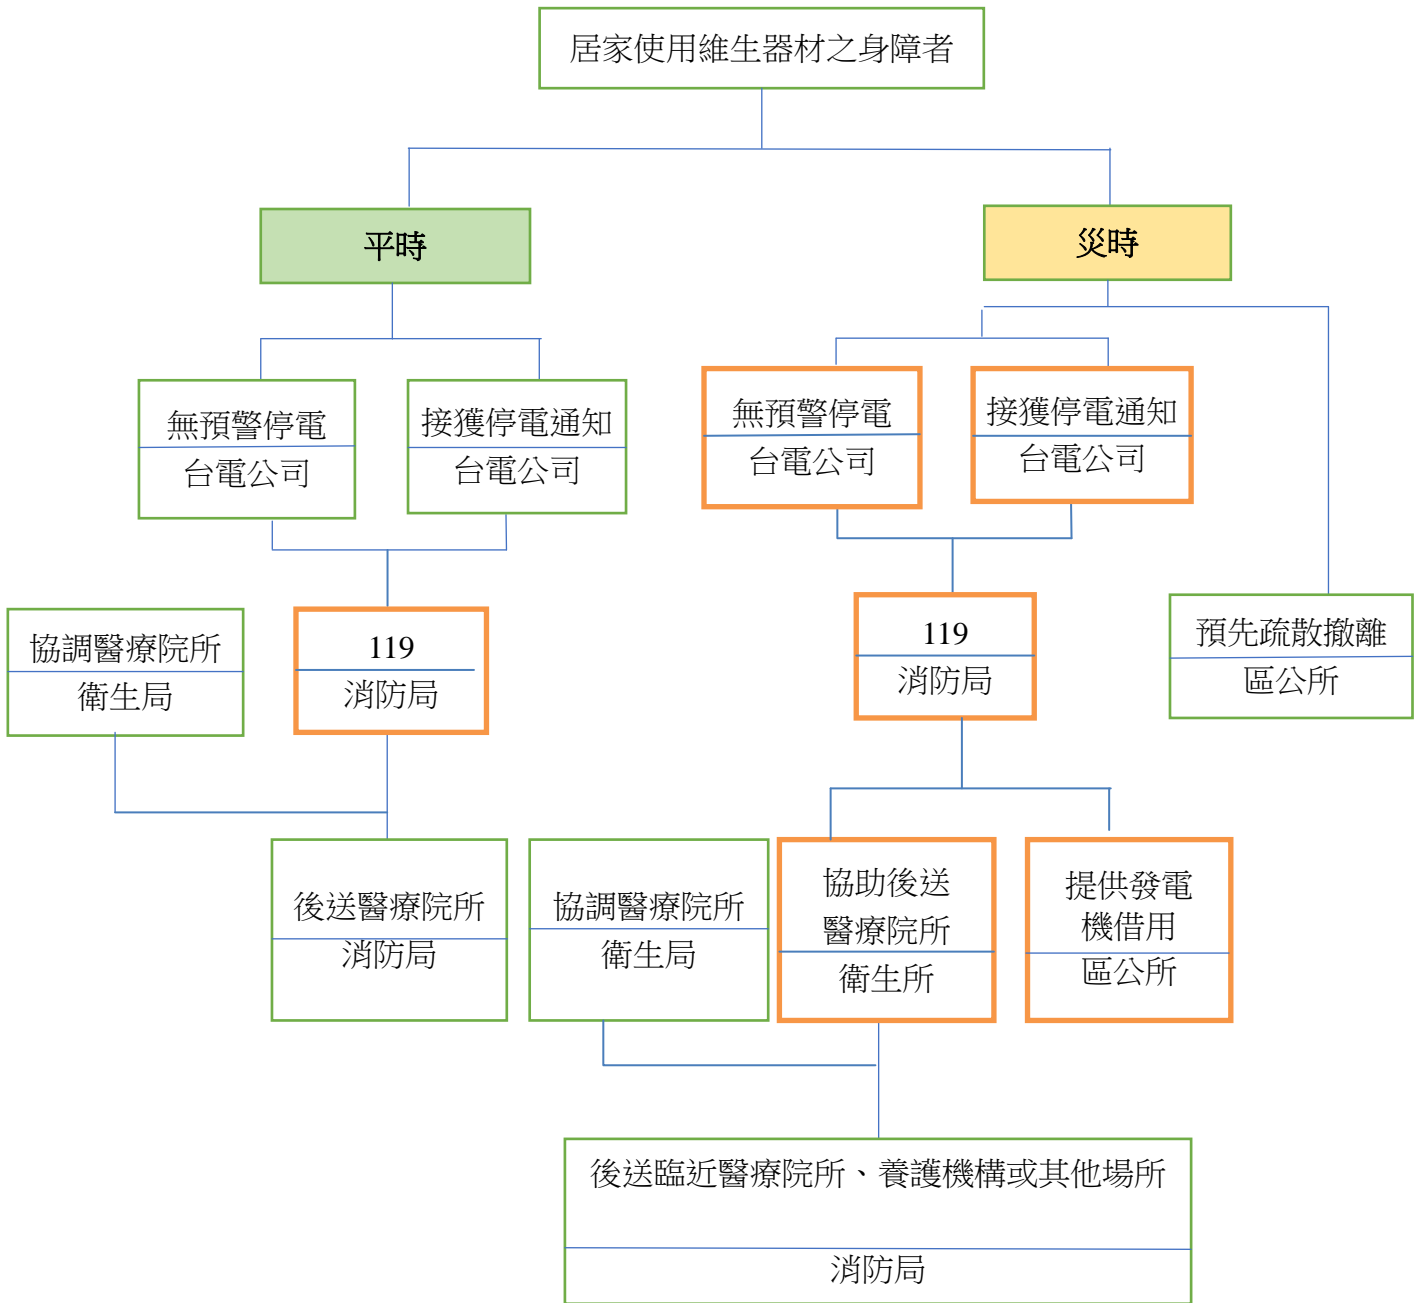 居家使用維生器材之身障者
平時
災時
無預警停電
台電公司
接獲停電通知
台電公司
無預警停電
台電公司
接獲停電通知
台電公司
協調醫療院所
衛生局
119
消防局
119
消防局
預先疏散撤離
區公所
後送醫療院所
消防局
協調醫療院所
衛生局
協助後送
醫療院所
衛生所
提供發電
機借用
區公所
後送臨近醫療院所、養護機構或其他場所
消防局